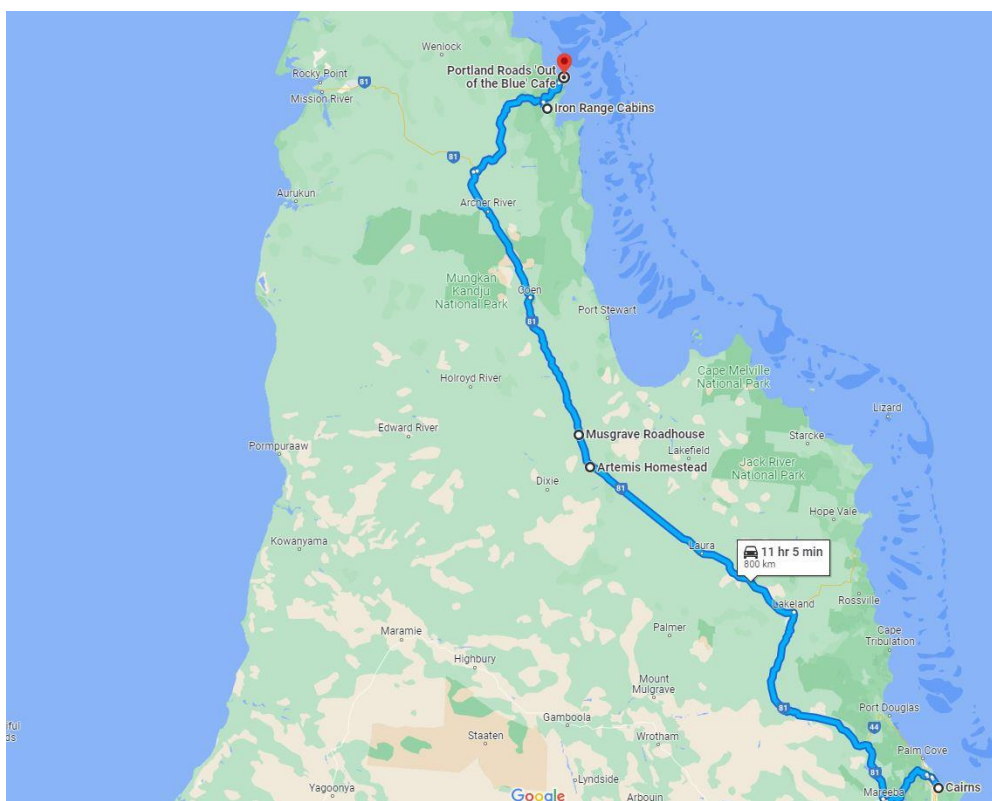 Wenlock
Portland Roads 'Out
of the Blue' Cafe
Rocky Point
81
Mission River
Iron Range Cabins
81
Aurukun
Archer River
Mungkan
Kandju
National Park
Coen
81
Port Stewart
Cape Melville
National Park
Holroyd River
Lizard
Edward River
Musgrave Roadhouse
Starcke
Pormpuraaw
Lakefield
Artemis Homestead
Jack River
National Park
Dixie
81
Hope Vale
Kowanyama
Laura
11 hr 5 min
800 km
Rossville
Lakeland
Maramie
Palmer
Cape
Tribulation
Highbury
Mount
Mulgrave
Port Douglas
81
Gamboola
44
Staaten
Wrotham
Palm Cove
81
Lyndside
Mareeba
Cairns
Yagoonya
Google
Arbouin